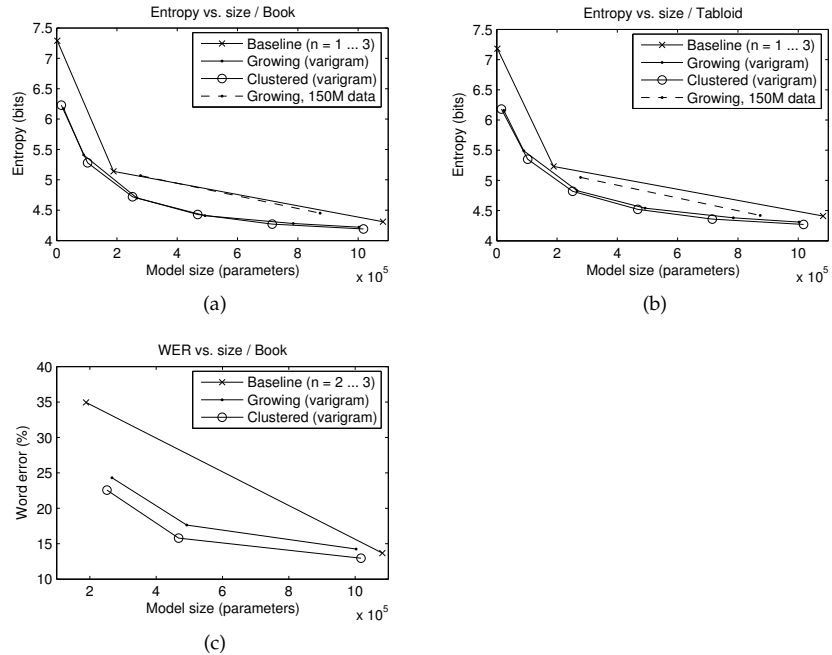 Entropy vs. size / Book
7.5
7
6.5
6
5.5
5
4.5
4
Entropy (bits)
Baseline (n = 1 ... 3)
Growing (varigram)
Clustered (varigram)
Growing, 150M data
0 2 4 6 8 10
Model size (parameters)
x 10^5
(a)
Entropy vs. size / Tabloid
7.5
7
6.5
6
5.5
5
4.5
4
Entropy (bits)
Baseline (n = 1 ... 3)
Growing (varigram)
Clustered (varigram)
Growing, 150M data
0 2 4 6 8 10
Model size (parameters)
x 10^5
(b)
WER vs. size / Book
40
35
30
25
20
15
10
Word error (%)
Baseline (n = 2 ... 3)
Growing (varigram)
Clustered (varigram)
2 4 6 8 10
Model size (parameters)
x 10^5
(c)